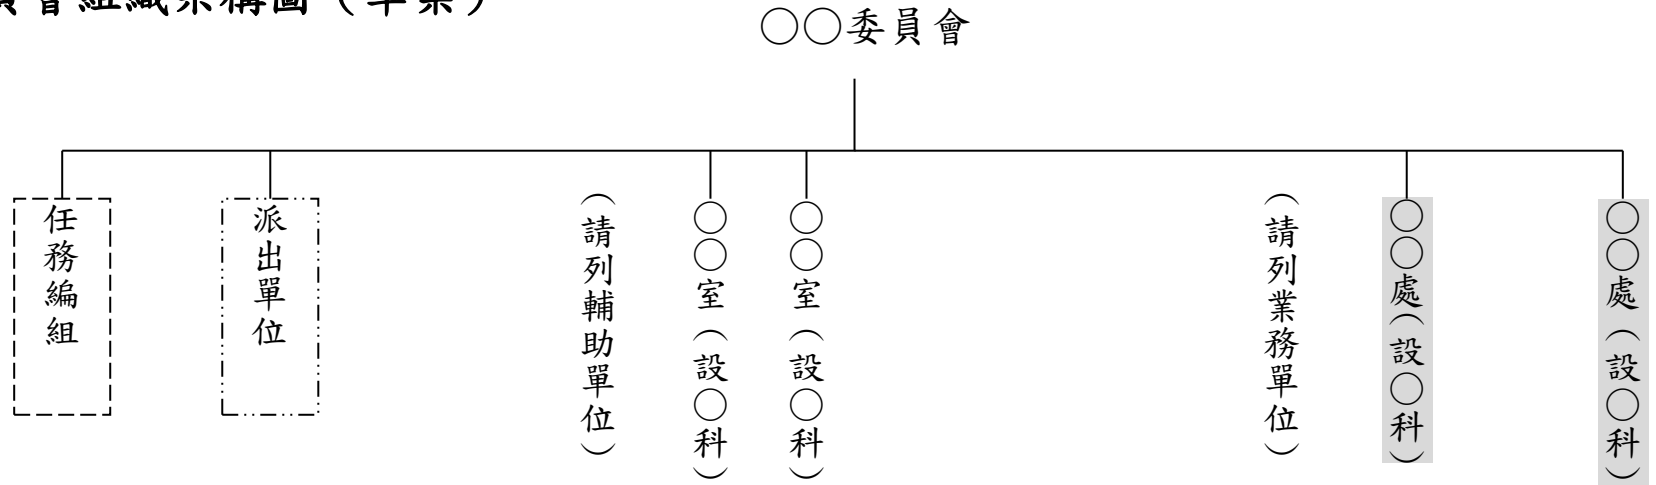 員會組織架構圖（草案）
○○委員會
任務編組
派出單位
（請列輔助單位）
○○室（設○科）
○○室（設○科）
（請列業務單位）
○○處（設○科）
○○處（設○科）